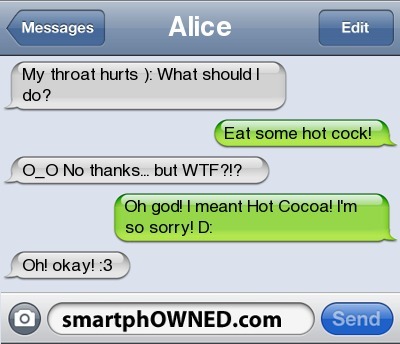 Messages
Alice
Edit
My throat hurts ): What should I
do?
Eat some hot cock!
O_O No thanks... but WTF?!?
Oh god! I meant Hot Cocoa! I'm
so sorry! D:
Oh! okay! :3
smartphOWNED.com
Send